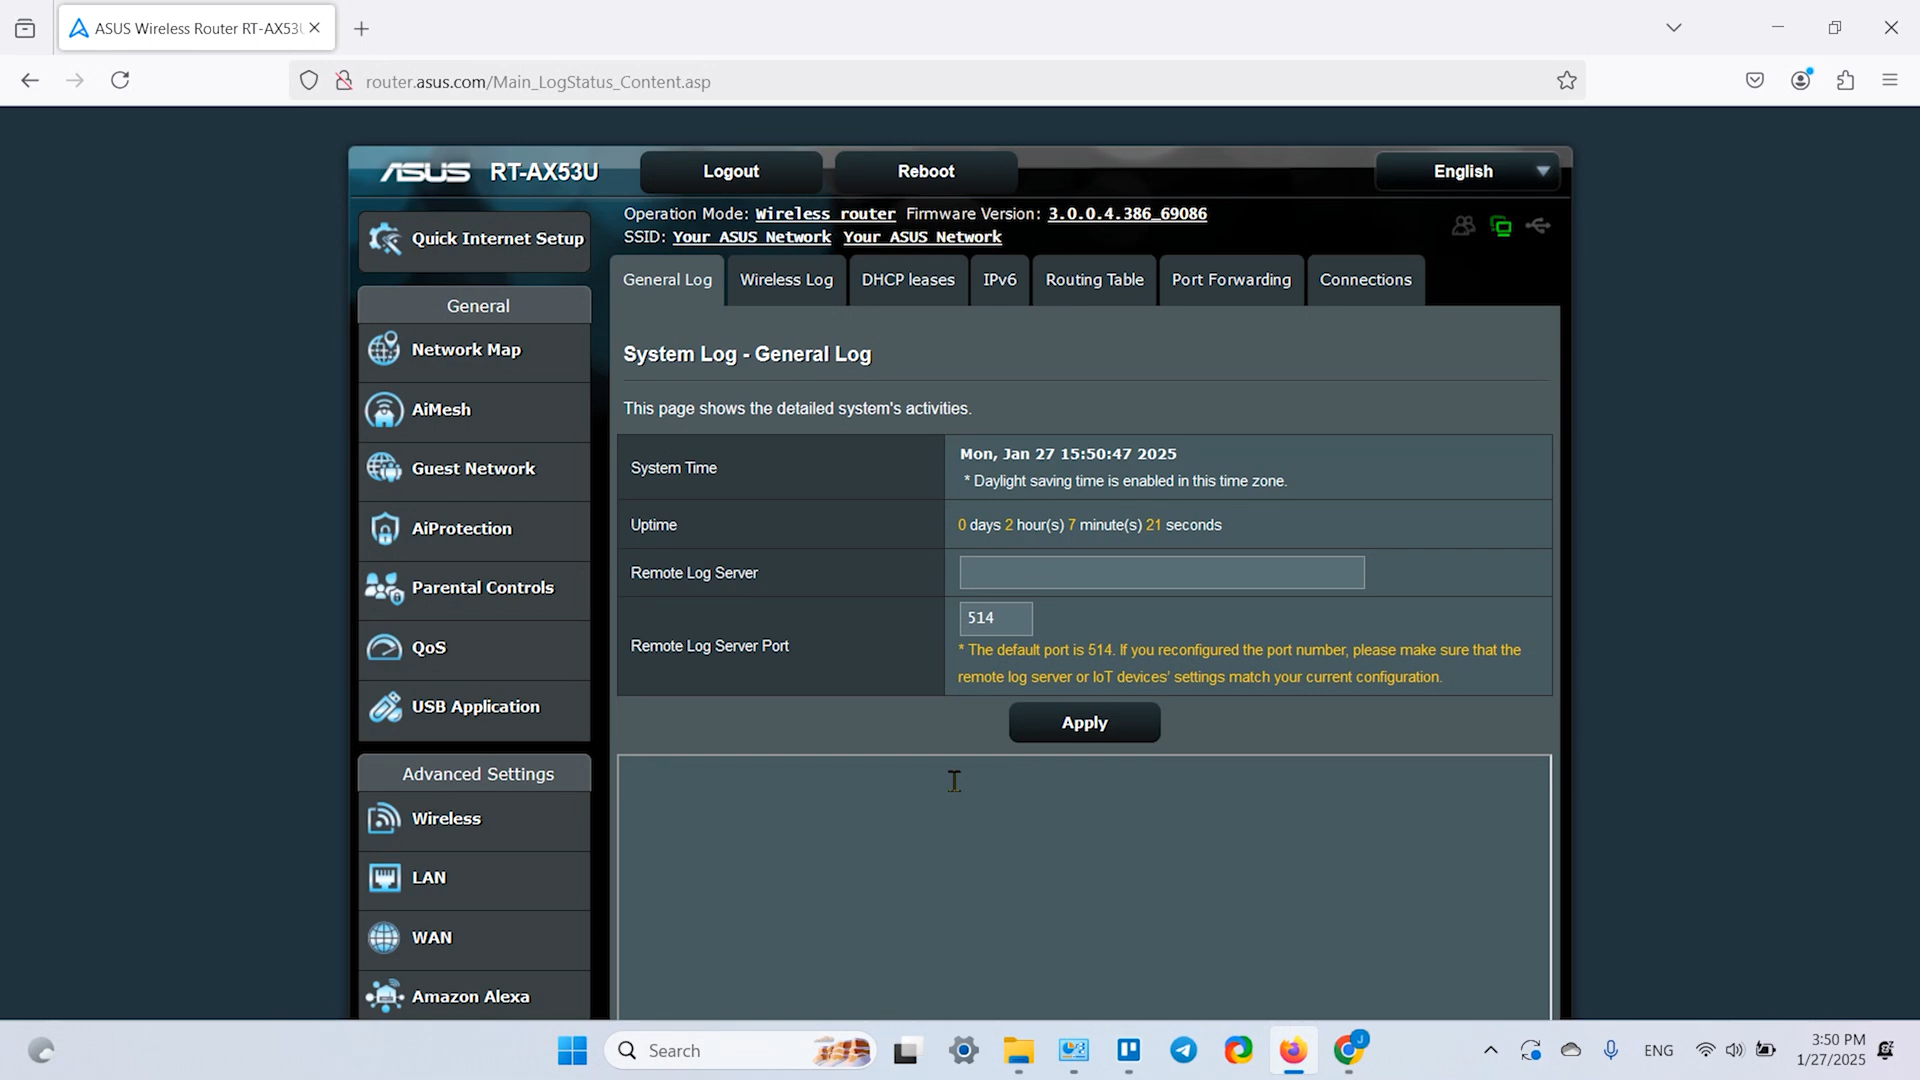 ASUS Wireless Router RT-AX53U
router.asus.com/Main_LogStatus_Content.asp
ASUS RT-AX53U
Logout
Reboot
English
Operation Mode: Wireless router Firmware Version: 3.0.0.4.386_69086
SSID: Your ASUS Network Your ASUS Network
Quick Internet Setup
General
Network Map
AiMesh
Guest Network
AiProtection
Parental Controls
QoS
USB Application
Advanced Settings
Wireless
LAN
WAN
Amazon Alexa
General Log
Wireless Log
DHCP leases
IPv6
Routing Table
Port Forwarding
Connections
System Log - General Log
This page shows the detailed system's activities.
System Time
Mon, Jan 27 15:50:47 2025
* Daylight saving time is enabled in this time zone.
Uptime
0 days 2 hour(s) 7 minute(s) 21 seconds
Remote Log Server
Remote Log Server Port
514
* The default port is 514. If you reconfigured the port number, please make sure that the
remote log server or IoT devices' settings match your current configuration.
Apply
Search
J
ENG
3:50 PM
1/27/2025